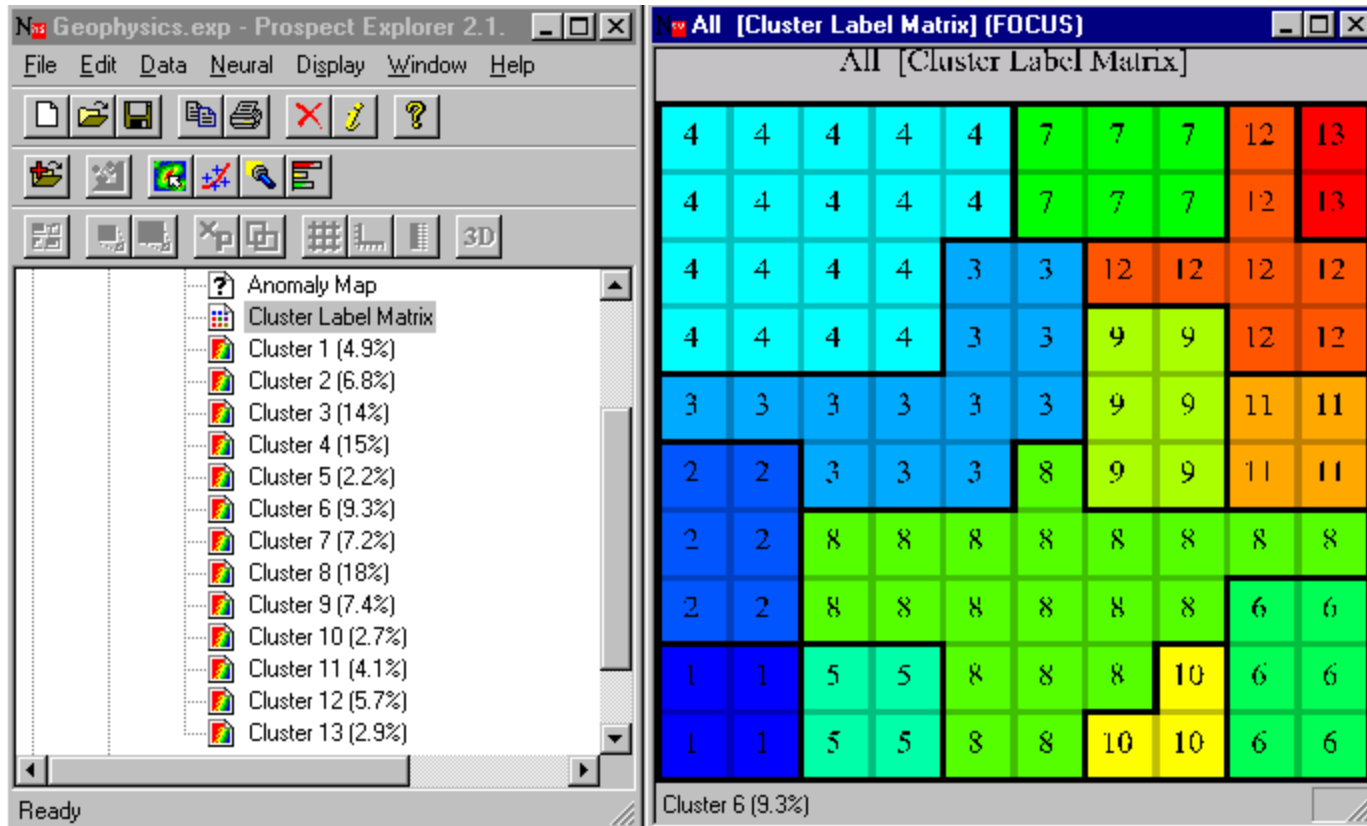 Geophysics.exp - Prospect Explorer 2.1.
File Edit Data Neural Display Window Help
3D
Anomaly Map
Cluster Label Matrix
Cluster 1 (4.9%)
Cluster 2 (6.8%)
Cluster 3 (14%)
Cluster 4 (15%)
Cluster 5 (2.2%)
Cluster 6 (9.3%)
Cluster 7 (7.2%)
Cluster 8 (18%)
Cluster 9 (7.4%)
Cluster 10 (2.7%)
Cluster 11 (4.1%)
Cluster 12 (5.7%)
Cluster 13 (2.9%)
Ready
All [Cluster Label Matrix] (FOCUS)
All [Cluster Label Matrix]
4 4 4 4 4 7 7 7 12 13
4 4 4 4 4 7 7 7 12 13
4 4 4 4 3 3 12 12 12 12
4 4 4 4 3 3 9 9 12 12
3 3 3 3 3 3 9 9 11 11
2 2 3 3 3 8 9 9 11 11
2 2 8 8 8 8 8 8 8 8
2 2 8 8 8 8 8 8 6 6
1 1 5 5 8 8 8 10 6 6
1 1 5 5 8 8 10 10 6 6
Cluster 6 (9.3%)